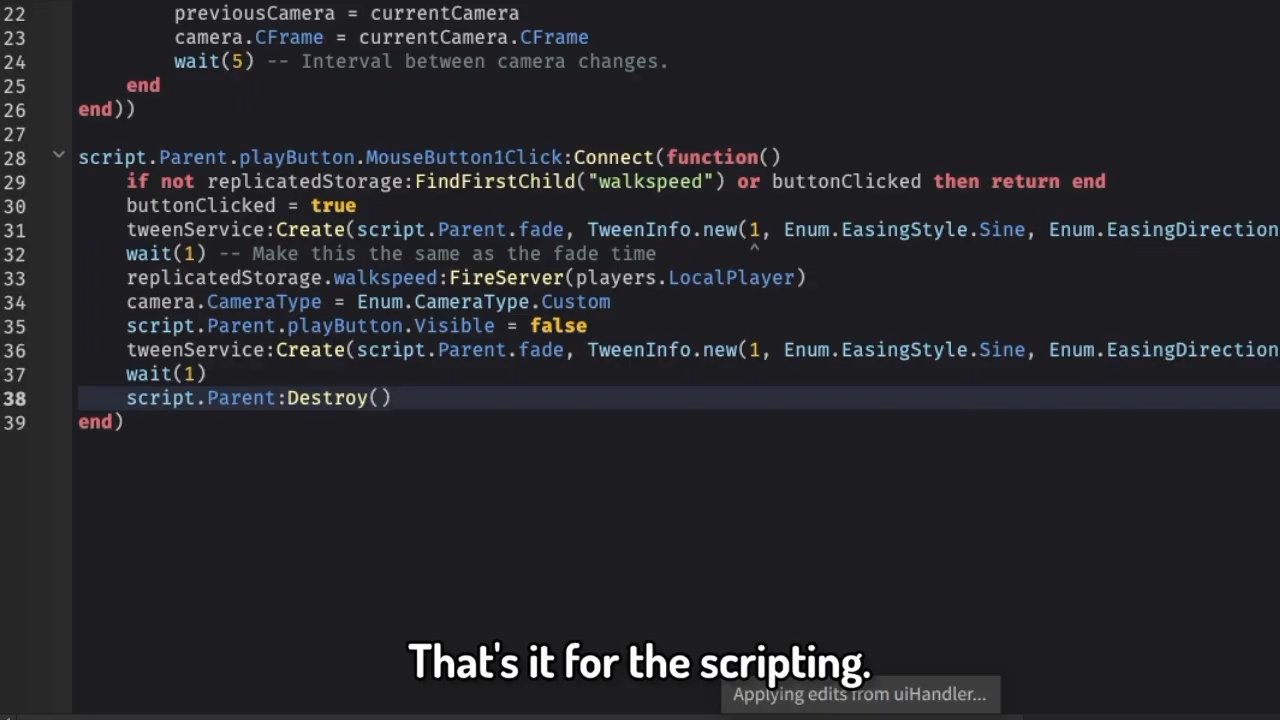 22 previousCamera = currentCamera
23 camera.CFrame = currentCamera.CFrame
24 wait(5) -- Interval between camera changes.
25 end
26 end))
27
28 script.Parent.playButton.MouseButton1Click:Connect(function()
29 if not replicatedStorage:FindFirstChild("walkspeed") or buttonClicked then return end
30 buttonClicked = true
31 tweenService:Create(script.Parent.fade, TweenInfo.new(1, Enum.EasingStyle.Sine, Enum.EasingDirection
32 wait(1) -- Make this the same as the fade time ^
33 replicatedStorage.walkspeed:FireServer(players.LocalPlayer)
34 camera.CameraType = Enum.CameraType.Custom
35 script.Parent.playButton.Visible = false
36 tweenService:Create(script.Parent.fade, TweenInfo.new(1, Enum.EasingStyle.Sine, Enum.EasingDirection
37 wait(1)
38 script.Parent:Destroy()
39 end)
That's it for the scripting.
Applying edits from uiHandler...